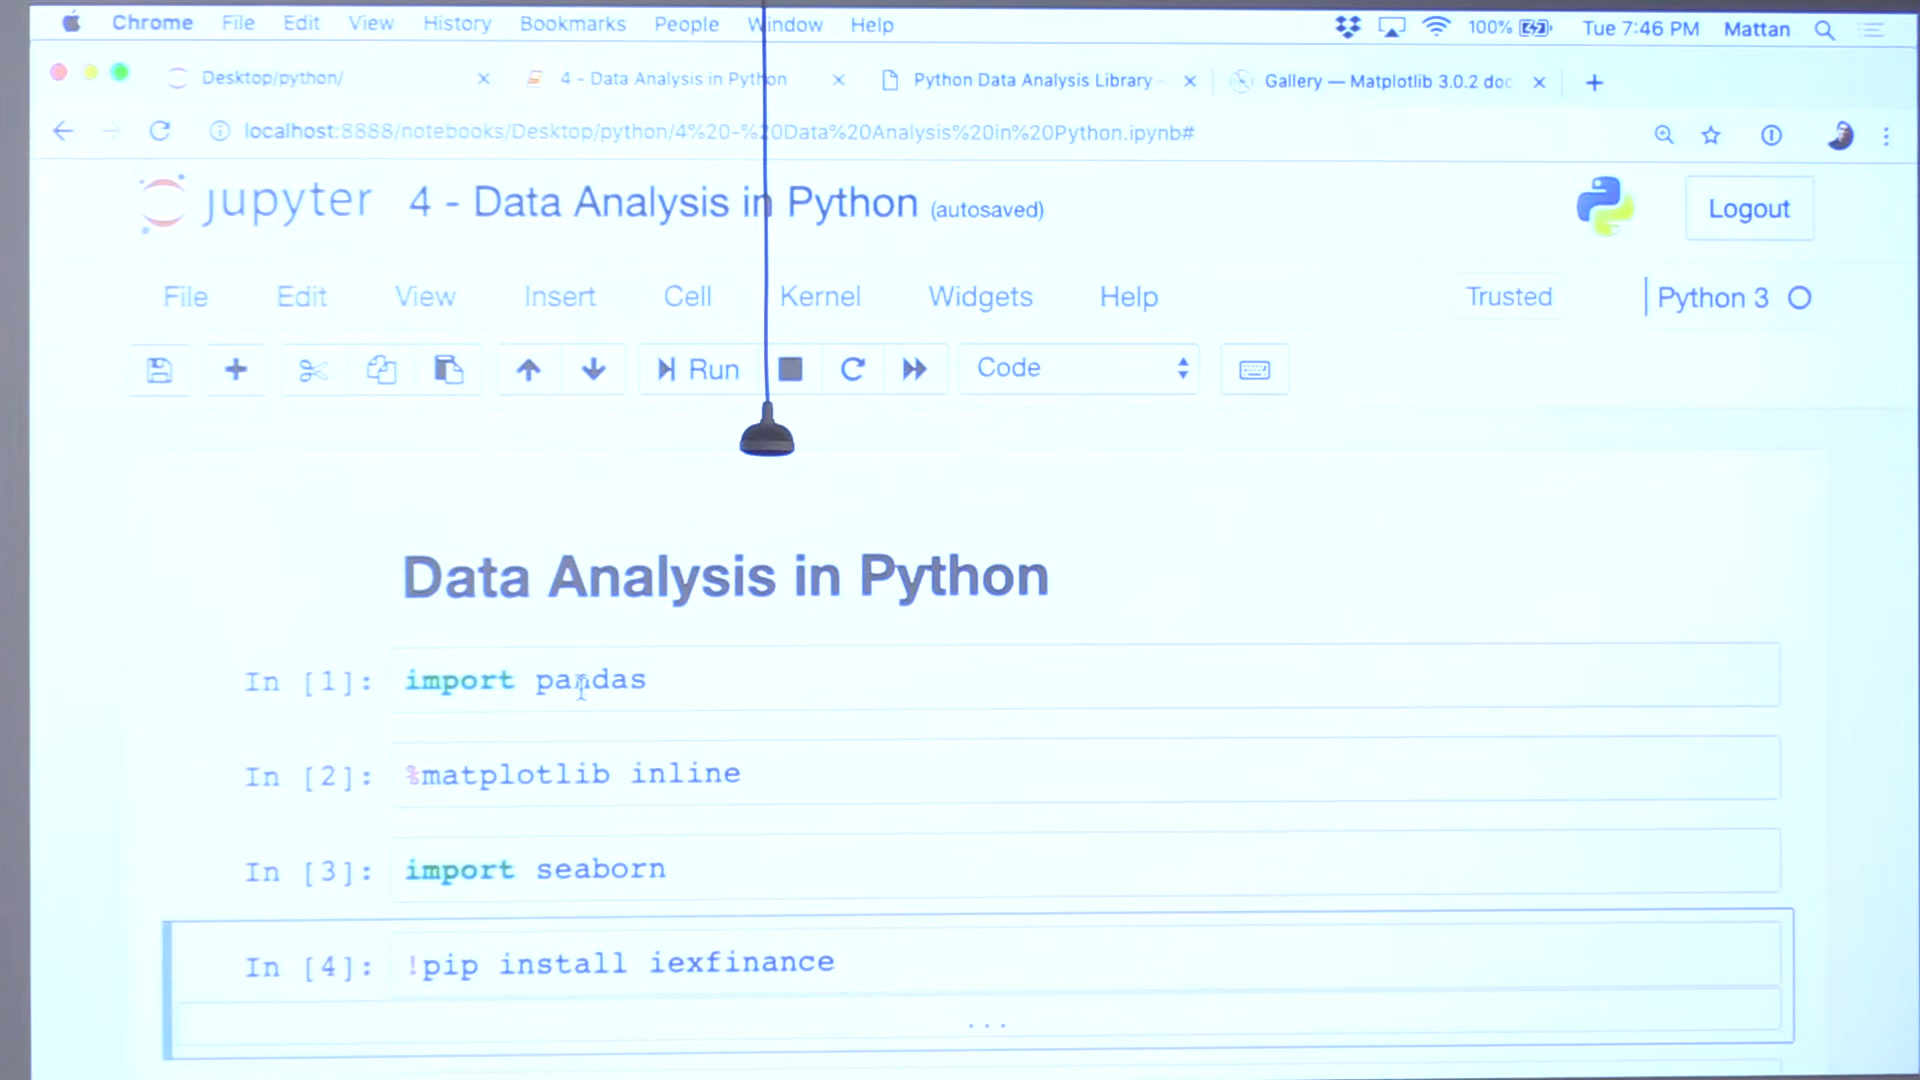 Chrome File Edit View History Bookmarks People Window Help 100% Tue 7:46 PM Mattan
Desktop/python/ 4 - Data Analysis in Python Python Data Analysis Library - Gallery — Matplotlib 3.0.2 doc
localhost:8888/notebooks/Desktop/python/4%20-%20Data%20Analysis%20in%20Python.ipynb#
jupyter 4 - Data Analysis in Python (autosaved) Logout
File Edit View Insert Cell Kernel Widgets Help Trusted Python 3
Run Code
Data Analysis in Python
In [1]: import pandas
In [2]: %matplotlib inline
In [3]: import seaborn
In [4]: !pip install iexfinance
...